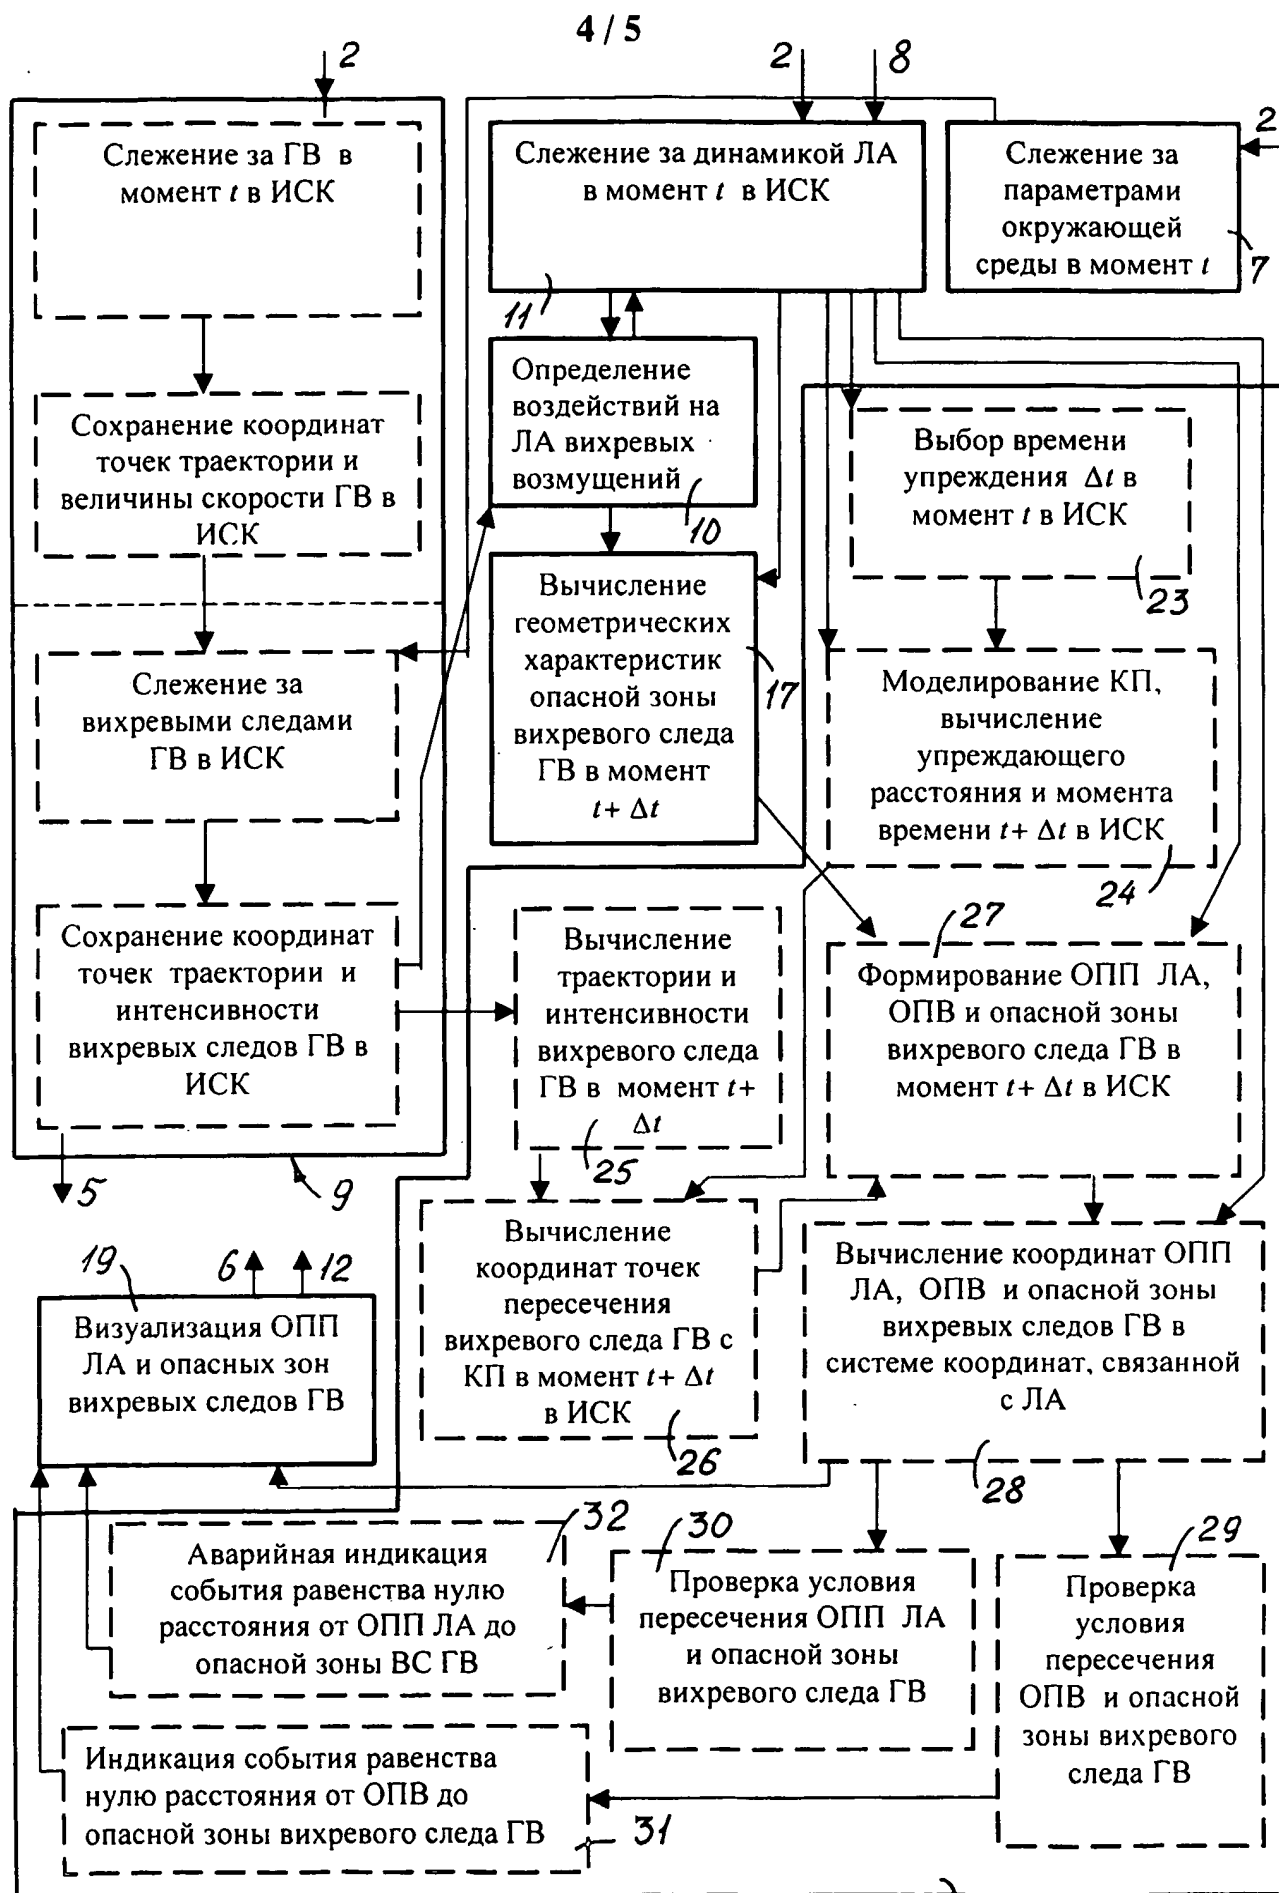 4 / 5
2
2
8
2
Слежение за ГВ в
момент t в ИСК
Слежение за динамикой ЛА
в момент t в ИСК
11
Слежение за
параметрами
окружающей
среды в момент t
7
Сохранение координат
точек траектории и
величины скорости ГВ в
ИСК
Определение
воздействий на
ЛА вихревых
возмущений
10
Выбор времени
упреждения Δt в
момент t в ИСК
23
Слежение за
вихревыми следами
ГВ в ИСК
Вычисление
геометрических
характеристик
опасной зоны
вихревого следа
ГВ в момент
t+ Δt
17
Моделирование КП,
вычисление
упреждающего
расстояния и момента
времени t+ Δt в ИСК
24
Сохранение координат
точек траектории и
интенсивности
вихревых следов ГВ в
ИСК
5
9
Вычисление
траектории и
интенсивности
вихревого следа
ГВ в момент t+
Δt
25
27
Формирование ОПП ЛА,
ОПВ и опасной зоны
вихревого следа ГВ в
момент t+ Δt в ИСК
19
6
12
Визуализация ОПП
ЛА и опасных зон
вихревых следов ГВ
Вычисление
координат точек
пересечения
вихревого следа ГВ с
КП в момент t+ Δt
в ИСК
26
Вычисление координат ОПП
ЛА, ОПВ и опасной зоны
вихревых следов ГВ в
системе координат, связанной
с ЛА
28
32
Аварийная индикация
события равенства нулю
расстояния от ОПП ЛА до
опасной зоны ВС ГВ
30
Проверка условия
пересечения ОПП ЛА
и опасной зоны
вихревого следа ГВ
29
Проверка
условия
пересечения
ОПВ и опасной
зоны вихревого
следа ГВ
Индикация события равенства
нулю расстояния от ОПВ до
опасной зоны вихревого следа ГВ
31